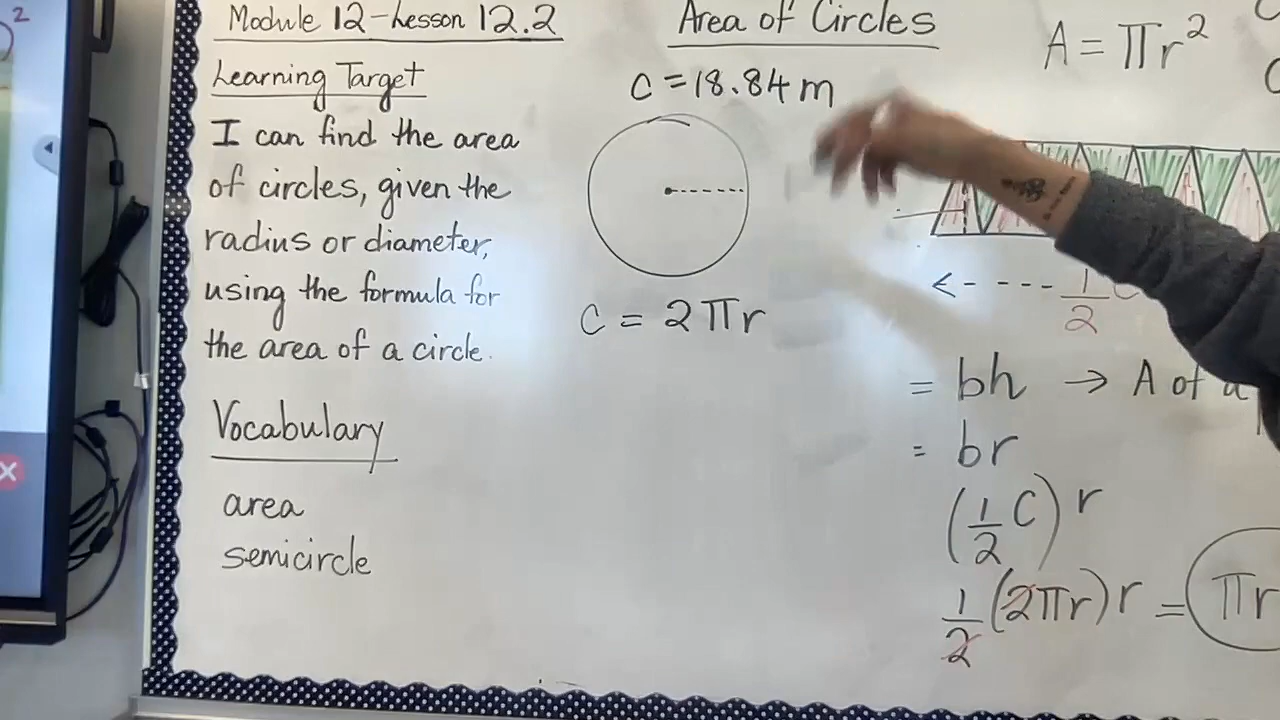 Module 12-Lesson 12.2
Learning Target
I can find the area
of circles, given the
radius or diameter,
using the formula for
the area of a circle.
Vocabulary
area
semicircle
Area of Circles
C = 18.84 m
C = 2πr
A = πr²
<- - - - 1/2 C
= bh → A of a
= br
(1/2 C) r
1/2 (2πr) r = πr
2